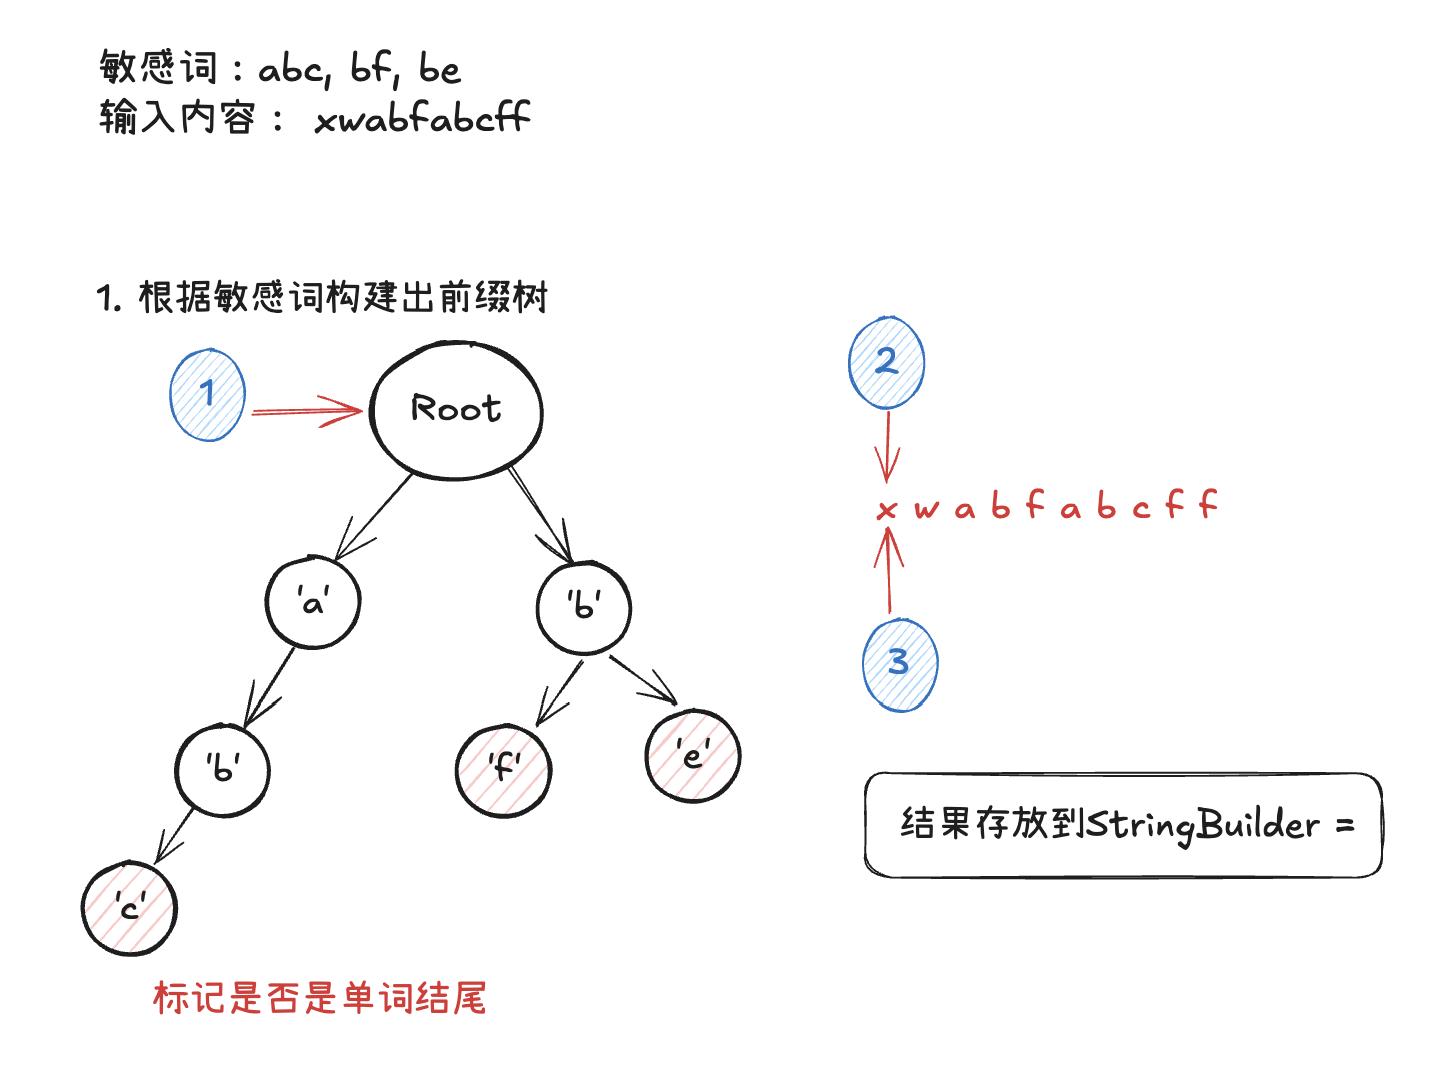 敏感词：abc, bf, be
输入内容： xwabfabcff
1. 根据敏感词构建出前缀树
1
Root
'a'
'b'
'b'
'f'
'e'
'c'
标记是否是单词结尾
2
x w a b f a b c f f
3
结果存放到StringBuilder =